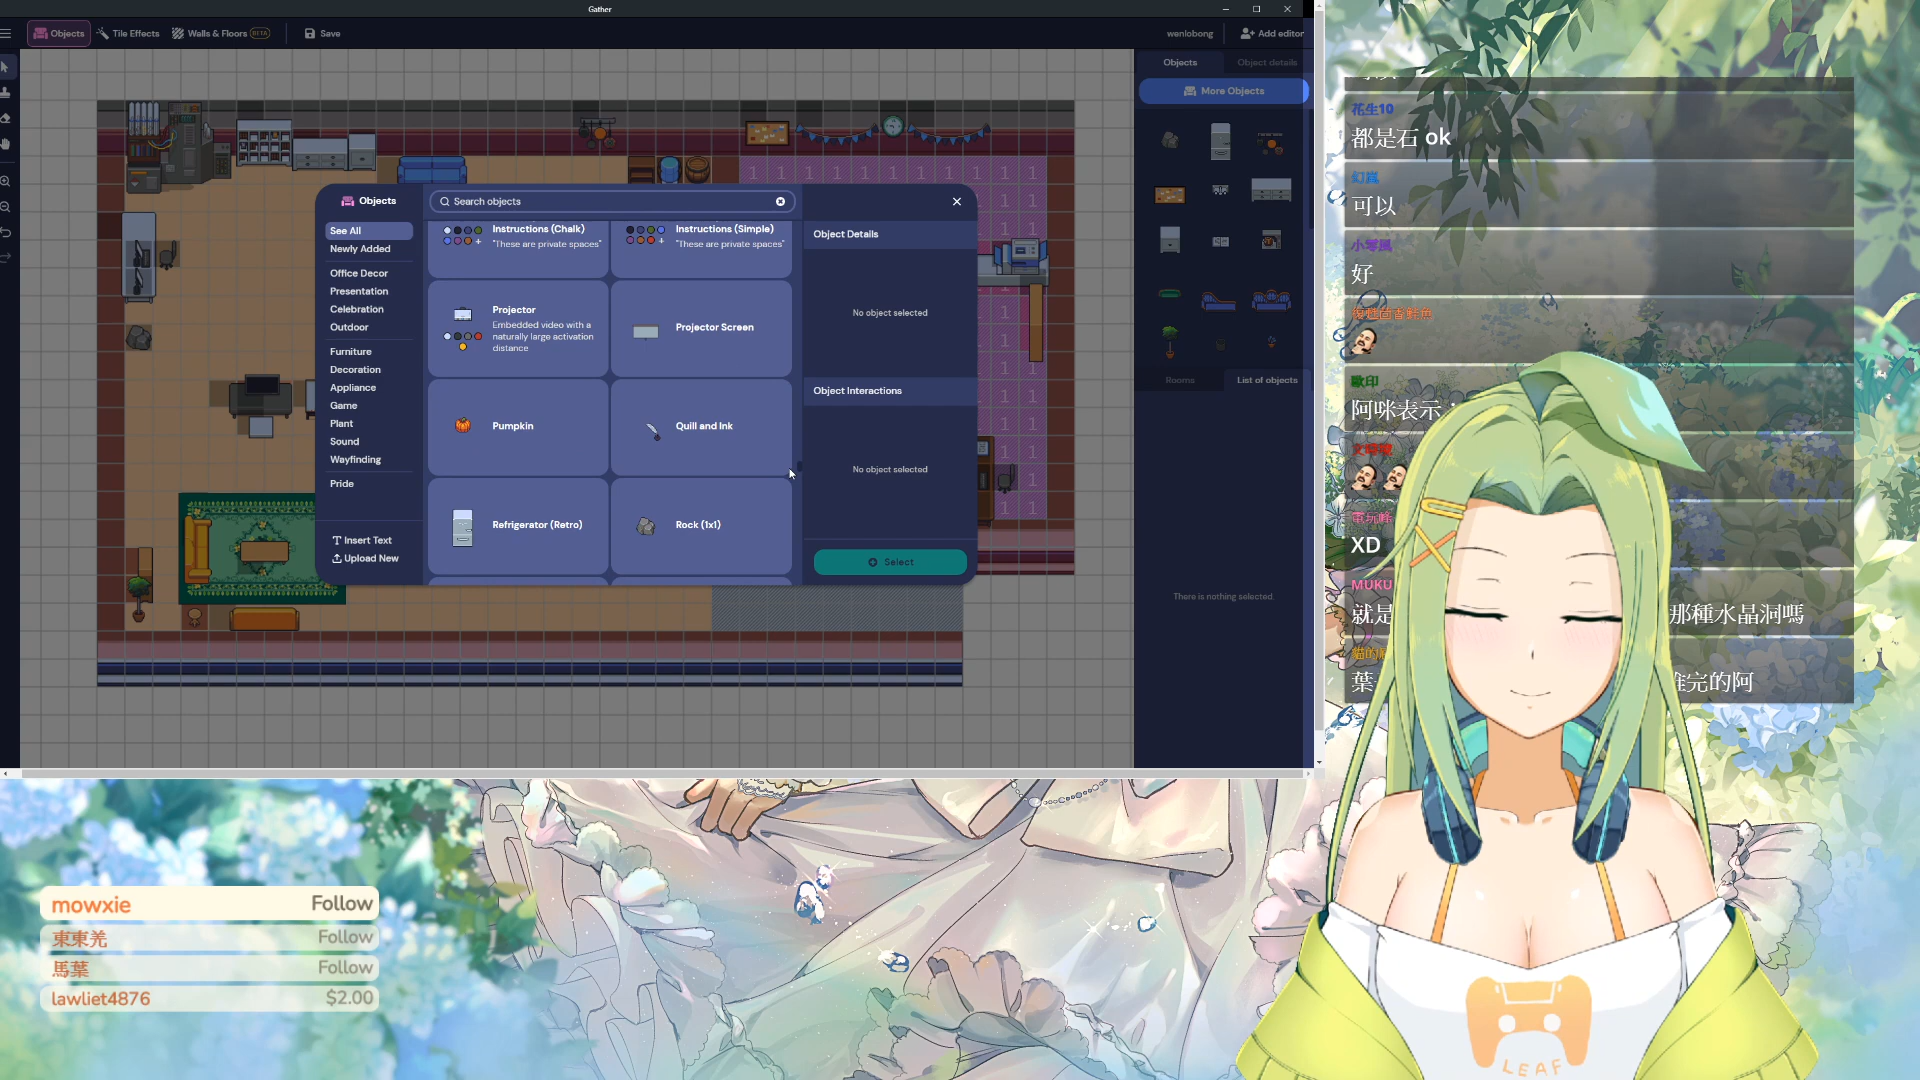 Gather
Objects
Tile Effects
Walls & Floors
BETA
Save
wenlobong
Add editor
Objects
Object details
More Objects
Rooms
List of objects
There is nothing selected.
Objects
Search objects
See All
Newly Added
Office Decor
Presentation
Celebration
Outdoor
Furniture
Decoration
Appliance
Game
Plant
Sound
Wayfinding
Pride
Insert Text
Upload New
Instructions (Chalk)
"These are private spaces"
Instructions (Simple)
"These are private spaces"
Projector
Embedded video with a
naturally large activation
distance
Projector Screen
Pumpkin
Quill and Ink
Refrigerator (Retro)
Rock (1x1)
Object Details
No object selected
Object Interactions
No object selected
Select
花生10
都是石 ok
幻嵐
可以
好
歐印
阿咪表示：
XD
MUKU
就是
那種水晶洞嗎
葉
完的阿
mowxie
Follow
東東羌
Follow
馬葉
Follow
lawliet4876
$2.00
LEAF